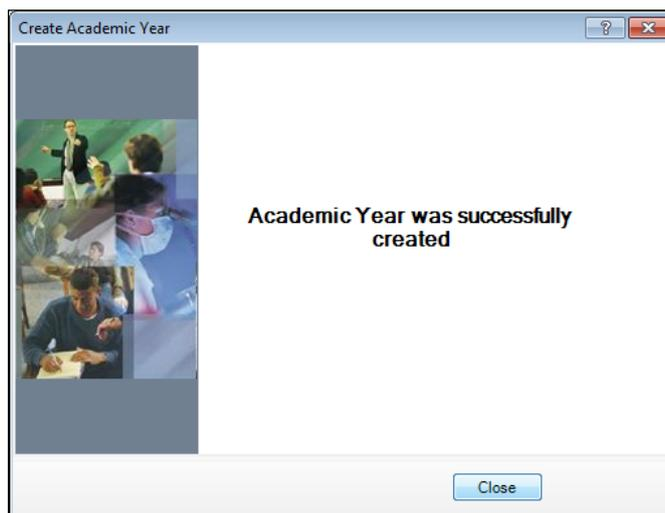 Create Academic Year
?
Academic Year was successfully
created
Close